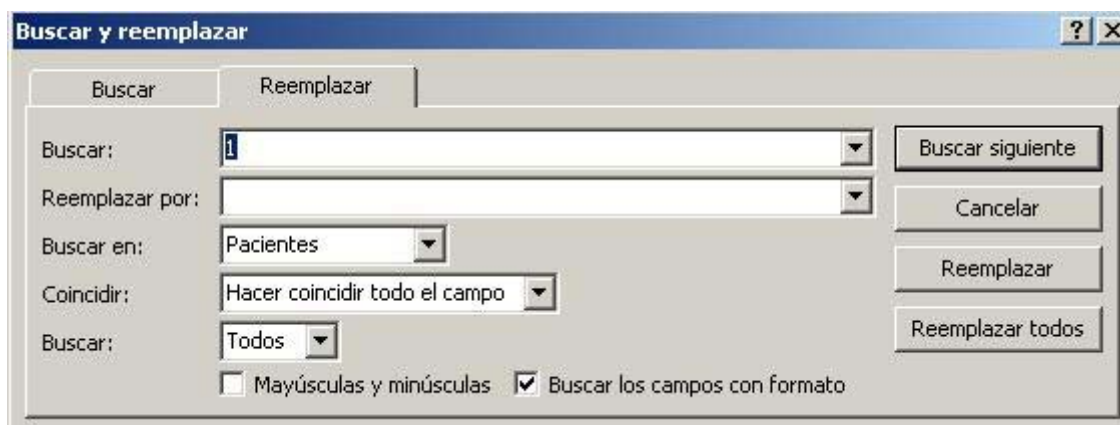 Buscar y reemplazar
Buscar Reemplazar
Buscar: 1 Buscar siguiente
Reemplazar por: Cancelar
Buscar en: Pacientes Reemplazar
Coincidir: Hacer coincidir todo el campo
Buscar: Todos Reemplazar todos
Mayúsculas y minúsculas Buscar los campos con formato